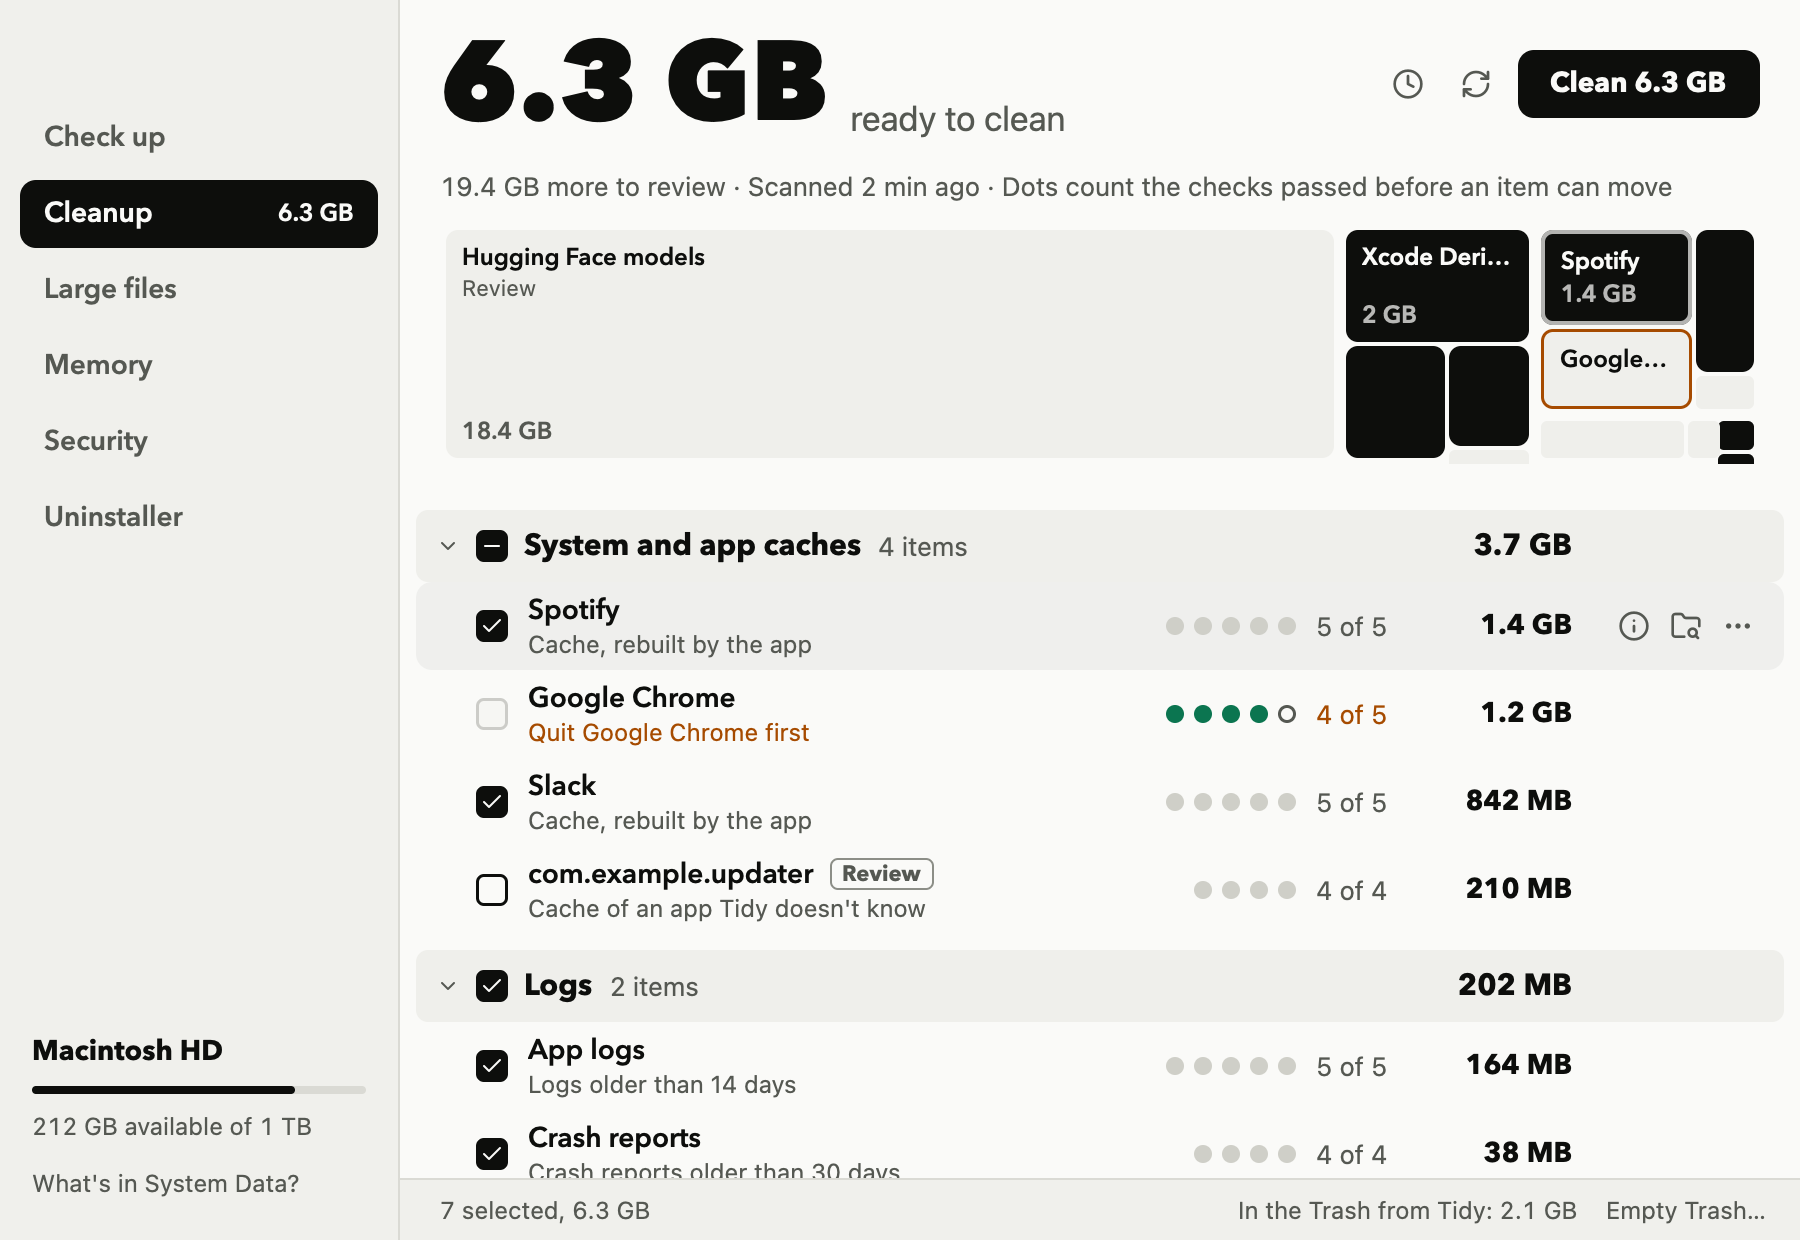 6.3 GB ready to clean
Clean 6.3 GB
19.4 GB more to review · Scanned 2 min ago · Dots count the checks passed before an item can move
Check up
Cleanup 6.3 GB
Large files
Memory
Security
Uninstaller
Macintosh HD
212 GB available of 1 TB
What's in System Data?
Hugging Face models
Review
18.4 GB
Xcode Deri...
2 GB
Spotify
1.4 GB
Google...
System and app caches 4 items 3.7 GB
Spotify
Cache, rebuilt by the app
5 of 5 1.4 GB
Google Chrome
Quit Google Chrome first
4 of 5 1.2 GB
Slack
Cache, rebuilt by the app
5 of 5 842 MB
com.example.updater Review
Cache of an app Tidy doesn't know
4 of 4 210 MB
Logs 2 items 202 MB
App logs
Logs older than 14 days
5 of 5 164 MB
Crash reports
Crash reports older than 30 days
4 of 4 38 MB
7 selected, 6.3 GB
In the Trash from Tidy: 2.1 GB Empty Trash...